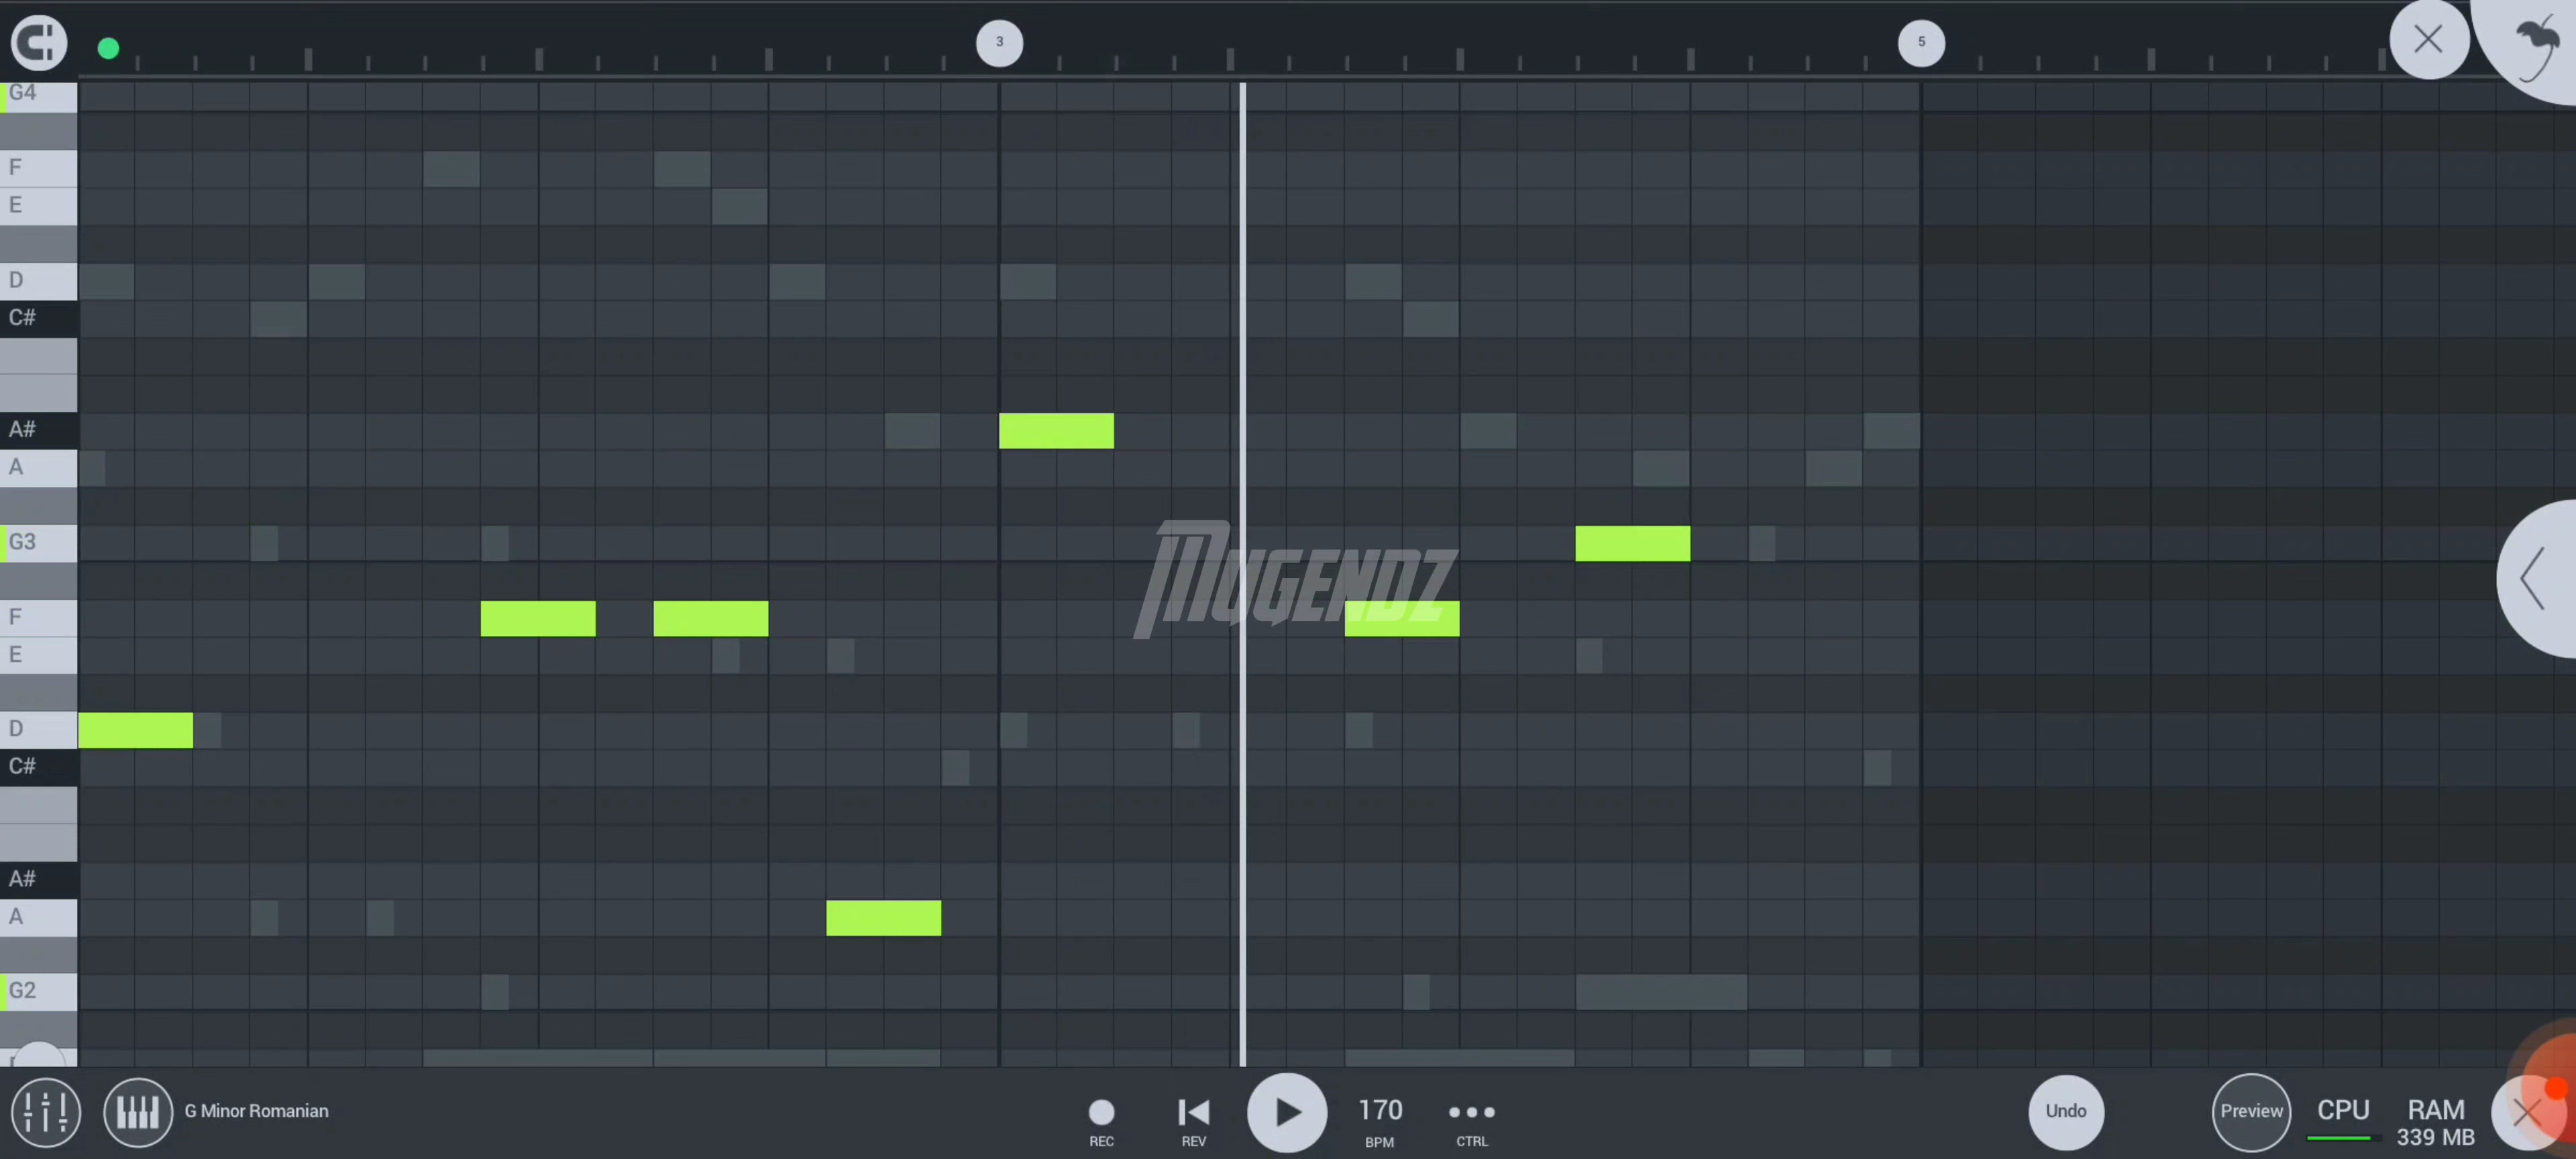 3
5
G4
F
E
D
C#
A#
A
G3
F
E
D
C#
A#
A
G2
MUGENDZ
G Minor Romanian
REC
REV
170
BPM
CTRL
Undo
Preview
CPU
RAM
339 MB